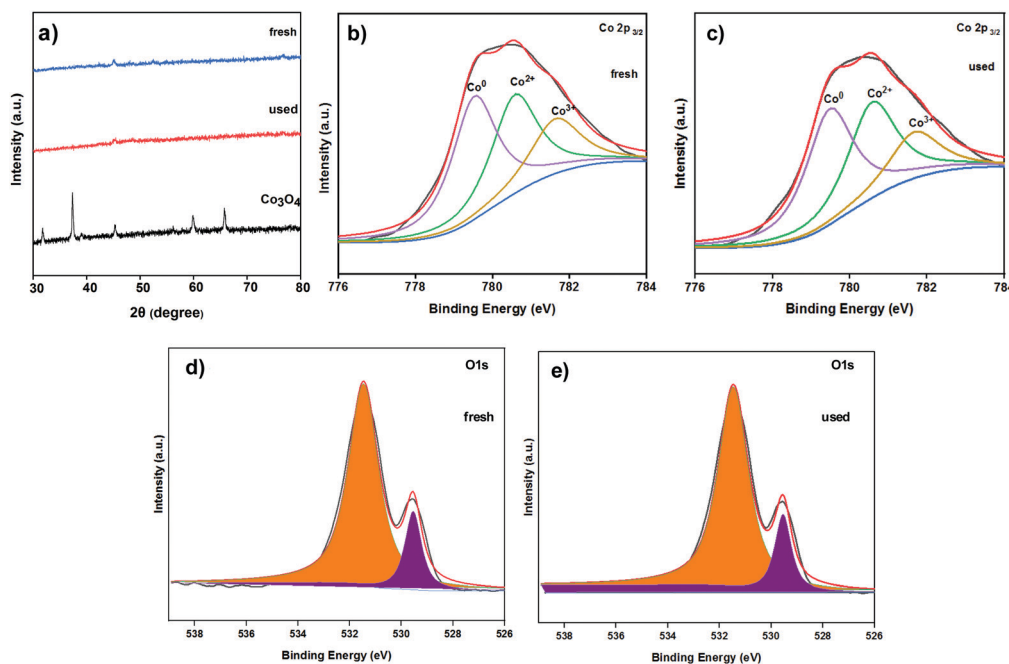 a)
fresh
used
Co₃O₄
30 40 50 60 70 80
2θ (degree)
Intensity (a.u.)
b)
Co 2p₃/₂
fresh
Co⁰
Co²⁺
Co³⁺
776 778 780 782 784
Binding Energy (eV)
Intensity (a.u.)
c)
Co 2p₃/₂
used
Co⁰
Co²⁺
Co³⁺
776 778 780 782 784
Binding Energy (eV)
Intensity (a.u.)
d)
O1s
fresh
538 536 534 532 530 528 526
Binding Energy (eV)
Intensity (a.u.)
e)
O1s
used
538 536 534 532 530 528 526
Binding Energy (eV)
Intensity (a.u.)